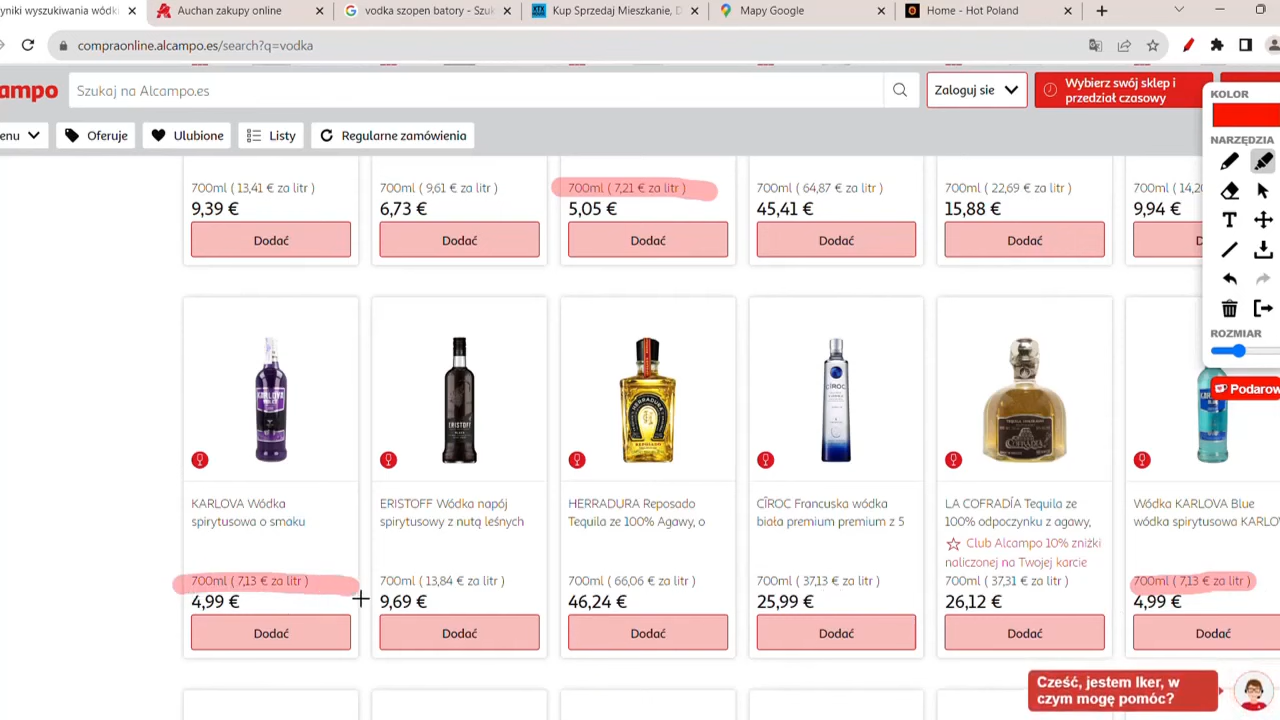 yniki wyszukiwania wódki
Auchan zakupy online
vodka szopen batory - Szuk
Kup Sprzedaj Mieszkanie, D
Mapy Google
Home - Hot Poland
compraonline.alcampo.es/search?q=vodka
campo
Szukaj na Alcampo.es
Zaloguj sie
Wybierz swój sklep i
przedział czasowy
enu
Oferuje
Ulubione
Listy
Regularne zamówienia
KOLOR
NARZĘDZIA
T
ROZMIAR
Podarow
700ml ( 13,41 € za litr )
700ml ( 9,61 € za litr )
700ml ( 7,21 € za litr )
700ml ( 64,87 € za litr )
700ml ( 22,69 € za litr )
700ml ( 14,20
9,39 €
6,73 €
5,05 €
45,41 €
15,88 €
9,94 €
Dodać
Dodać
Dodać
Dodać
Dodać
D
KARLOVA
ERISTOFF
HERRADURA
CÎROC
COFRADIA
KARLOVA Wódka
spirytusowa o smaku
ERISTOFF Wódka napój
spirytusowy z nutą leśnych
HERRADURA Reposado
Tequila ze 100% Agawy, o
CÎROC Francuska wódka
biała premium premium z 5
LA COFRADÍA Tequila ze
100% odpoczynku z agawy,
Club Alcampo 10% zniżki
naliczonej na Twojej karcie
Wódka KARLOVA Blue
wódka spirytusowa KARLO
700ml ( 7,13 € za litr )
700ml ( 13,84 € za litr )
700ml ( 66,06 € za litr )
700ml ( 37,13 € za litr )
700ml ( 37,31 € za litr )
700ml ( 7,13 € za litr )
4,99 €
9,69 €
46,24 €
25,99 €
26,12 €
4,99 €
Dodać
Dodać
Dodać
Dodać
Dodać
Dodać
Cześć, jestem Iker, w
czym mogę pomóc?